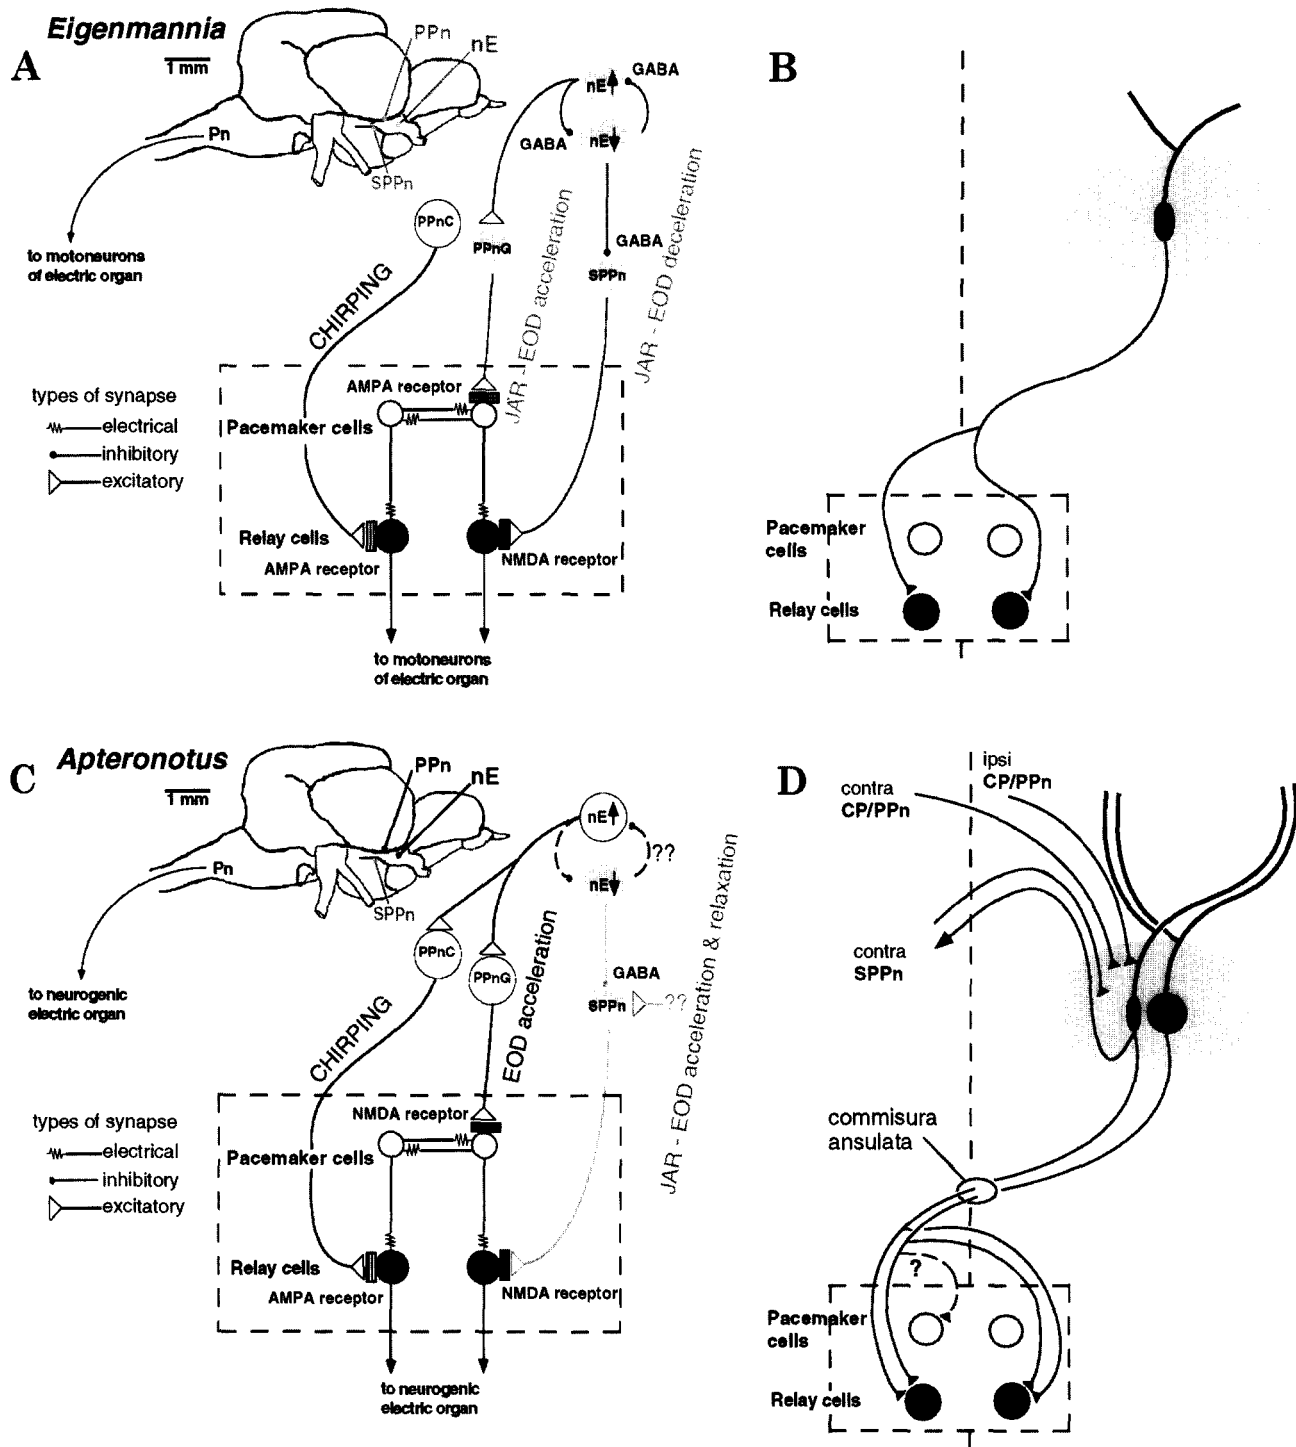 Eigenmannia
A
1 mm
PPn
nE
Pn
SPPn
to motoneurons
of electric organ
GABA
nE
GABA
nE
PPnC
PPnG
GABA
SPPn
CHIRPING
JAR - EOD acceleration
JAR - EOD deceleration
types of synapse
electrical
inhibitory
excitatory
AMPA receptor
Pacemaker cells
Relay cells
AMPA receptor
NMDA receptor
to motoneurons
of electric organ
B
Pacemaker
cells
Relay cells
Apteronotus
C
1 mm
PPn
nE
Pn
SPPn
to neurogenic
electric organ
nE
??
nE
PPnC
PPnG
GABA
SPPn
??
CHIRPING
EOD acceleration
JAR - EOD acceleration & relaxation
types of synapse
electrical
inhibitory
excitatory
NMDA receptor
Pacemaker cells
Relay cells
AMPA receptor
NMDA receptor
to neurogenic
electric organ
D
contra
CP/PPn
ipsi
CP/PPn
contra
SPPn
commisura
ansulata
?
Pacemaker
cells
Relay cells